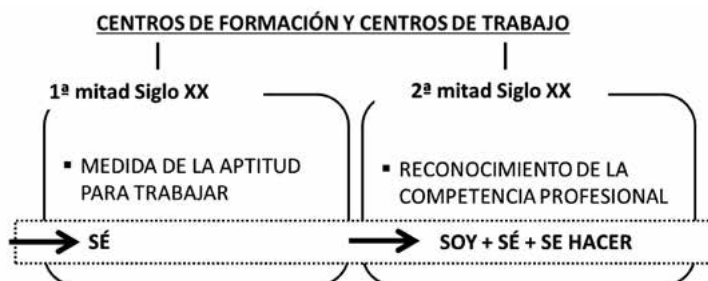 CENTROS DE FORMACIÓN Y CENTROS DE TRABAJO
1ª mitad Siglo XX
▪ MEDIDA DE LA APTITUD
PARA TRABAJAR
SÉ
2ª mitad Siglo XX
▪ RECONOCIMIENTO DE LA
COMPETENCIA PROFESIONAL
SOY + SÉ + SE HACER